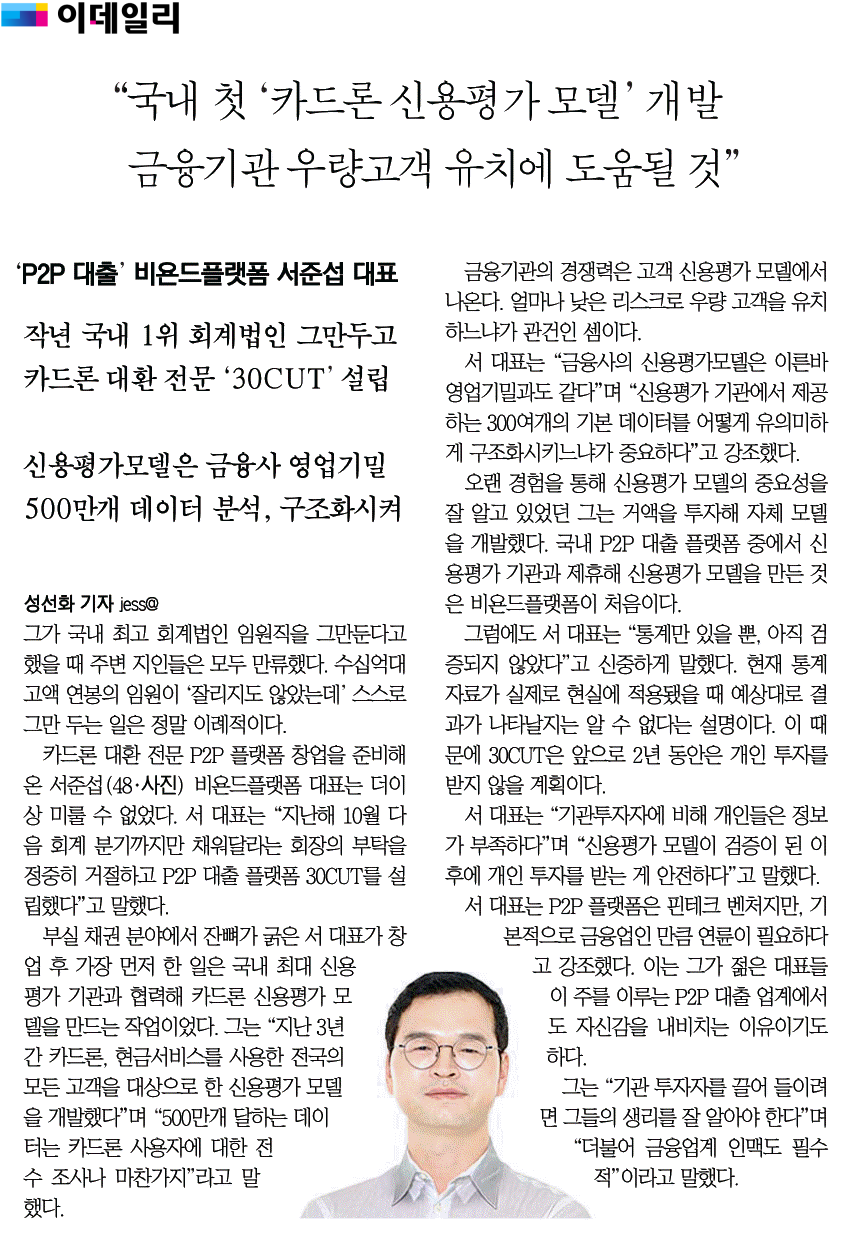 이데일리
“국내 첫 ‘카드론 신용평가 모델’ 개발
금융기관 우량고객 유치에 도움될 것”
‘P2P 대출’ 비욘드플랫폼 서준섭 대표
작년 국내 1위 회계법인 그만두고
카드론 대환 전문 ‘30CUT’ 설립
신용평가모델은 금융사 영업기밀
500만개 데이터 분석, 구조화시켜
성선화 기자 jess@
그가 국내 최고 회계법인 임원직을 그만둔다고
했을 때 주변 지인들은 모두 만류했다. 수십억대
고액 연봉의 임원이 ‘잘리지도 않았는데’ 스스로
그만 두는 일은 정말 이례적이다.
카드론 대환 전문 P2P 플랫폼 창업을 준비해
온 서준섭(48·사진) 비욘드플랫폼 대표는 더이
상 미룰 수 없었다. 서 대표는 “지난해 10월 다
음 회계 분기까지만 채워달라는 회장의 부탁을
정중히 거절하고 P2P 대출 플랫폼 30CUT를 설
립했다”고 말했다.
부실 채권 분야에서 잔뼈가 굵은 서 대표가 창
업 후 가장 먼저 한 일은 국내 최대 신용
평가 기관과 협력해 카드론 신용평가 모
델을 만드는 작업이었다. 그는 “지난 3년
간 카드론, 현금서비스를 사용한 전국의
모든 고객을 대상으로 한 신용평가 모델
을 개발했다”며 “500만개 달하는 데이
터는 카드론 사용자에 대한 전
수 조사나 마찬가지”라고 말
했다.
금융기관의 경쟁력은 고객 신용평가 모델에서
나온다. 얼마나 낮은 리스크로 우량 고객을 유치
하느냐가 관건인 셈이다.
서 대표는 “금융사의 신용평가모델은 이른바
영업기밀과도 같다”며 “신용평가 기관에서 제공
하는 300여개의 기본 데이터를 어떻게 유의미하
게 구조화시키느냐가 중요하다”고 강조했다.
오랜 경험을 통해 신용평가 모델의 중요성을
잘 알고 있었던 그는 거액을 투자해 자체 모델
을 개발했다. 국내 P2P 대출 플랫폼 중에서 신
용평가 기관과 제휴해 신용평가 모델을 만든 것
은 비욘드플랫폼이 처음이다.
그럼에도 서 대표는 “통계만 있을 뿐, 아직 검
증되지 않았다”고 신중하게 말했다. 현재 통계
자료가 실제로 현실에 적용됐을 때 예상대로 결
과가 나타날지는 알 수 없다는 설명이다. 이 때
문에 30CUT은 앞으로 2년 동안은 개인 투자를
받지 않을 계획이다.
서 대표는 “기관투자자에 비해 개인들은 정보
가 부족하다”며 “신용평가 모델이 검증이 된 이
후에 개인 투자를 받는 게 안전하다”고 말했다.
서 대표는 P2P 플랫폼은 핀테크 벤처지만, 기
본적으로 금융업인 만큼 연륜이 필요하다
고 강조했다. 이는 그가 젊은 대표들
이 주를 이루는 P2P 대출 업계에서
도 자신감을 내비치는 이유이기도
하다.
그는 “기관 투자자를 끌어 들이려
면 그들의 생리를 잘 알아야 한다”며
“더불어 금융업계 인맥도 필수
적”이라고 말했다.